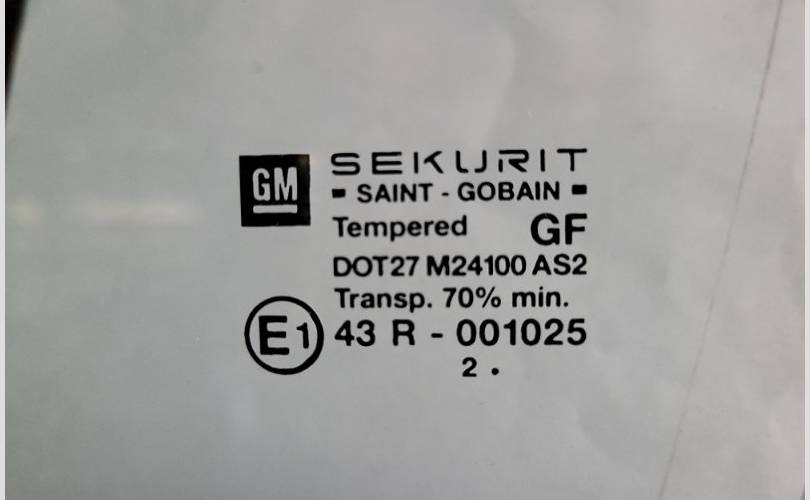 GM
SEKURIT
- SAINT - GOBAIN -
Tempered GF
DOT27 M24100 AS2
Transp. 70% min.
E1 43 R - 001025
2 .